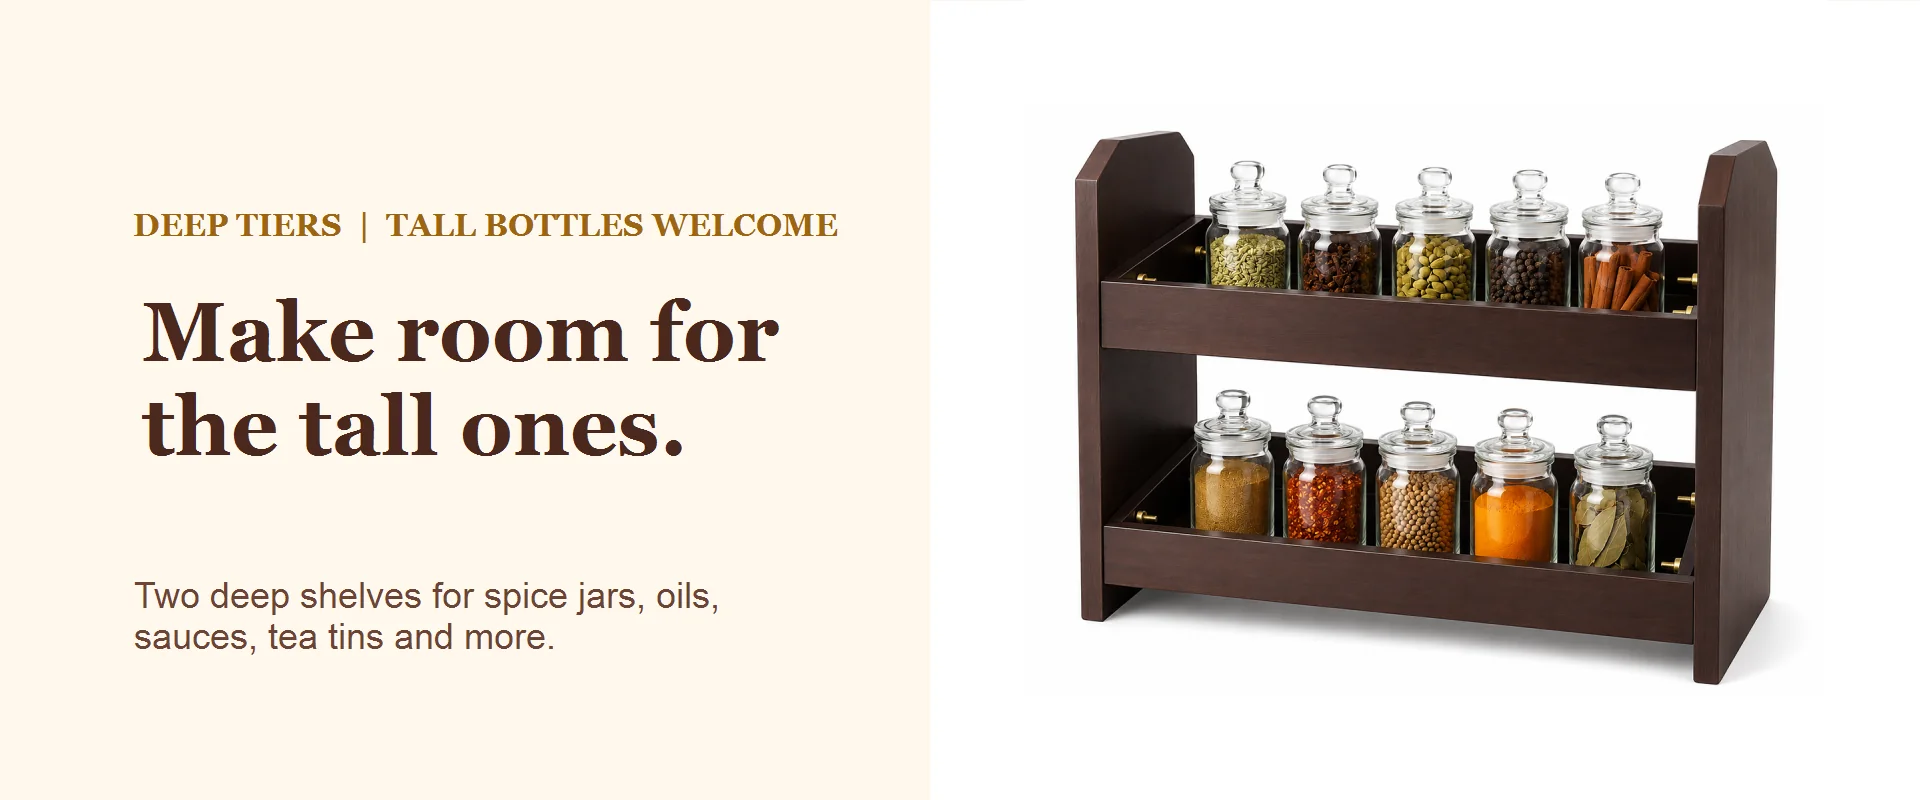 DEEP TIERS | TALL BOTTLES WELCOME
Make room for
the tall ones.
Two deep shelves for spice jars, oils,
sauces, tea tins and more.